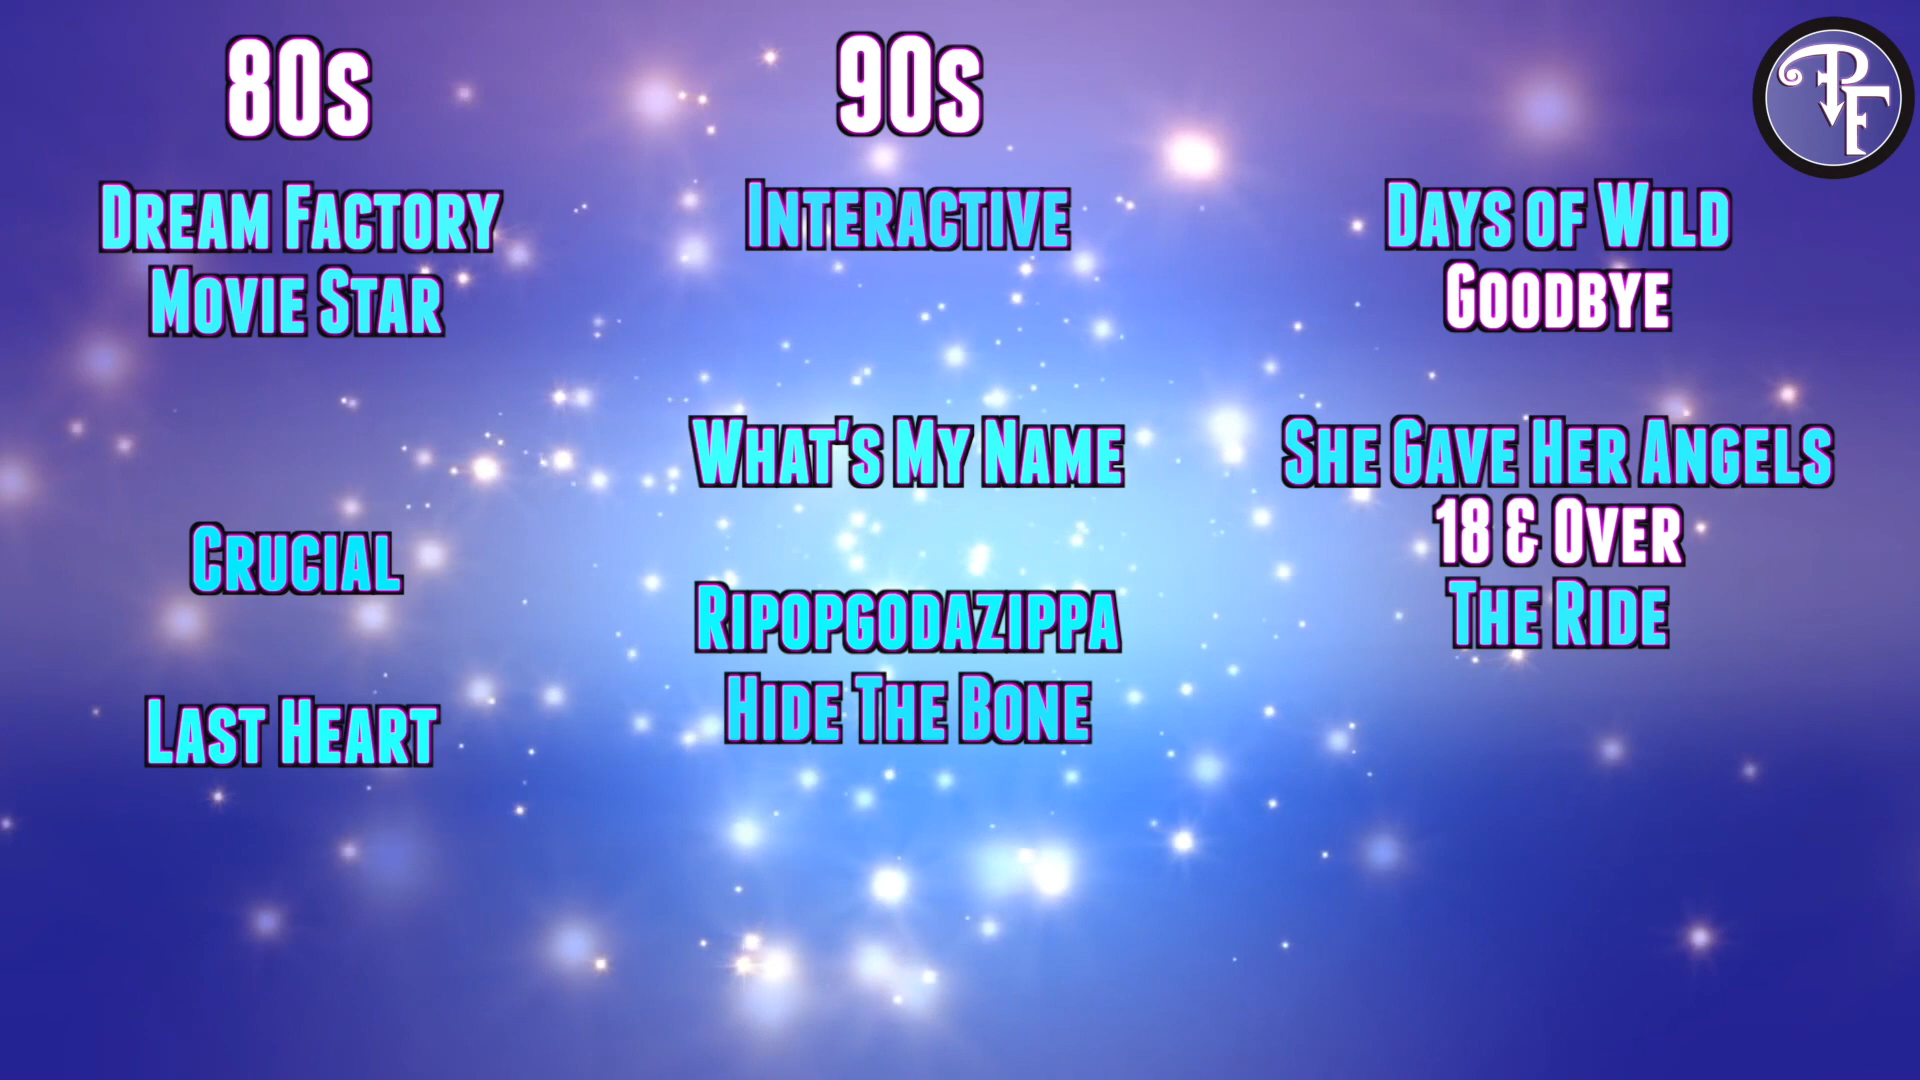 80s
Dream Factory
Movie Star
Crucial
Last Heart
90s
Interactive
What's My Name
Ripopgodazippa
Hide The Bone
Days of Wild
Goodbye
She Gave Her Angels
18 & Over
The Ride
PF